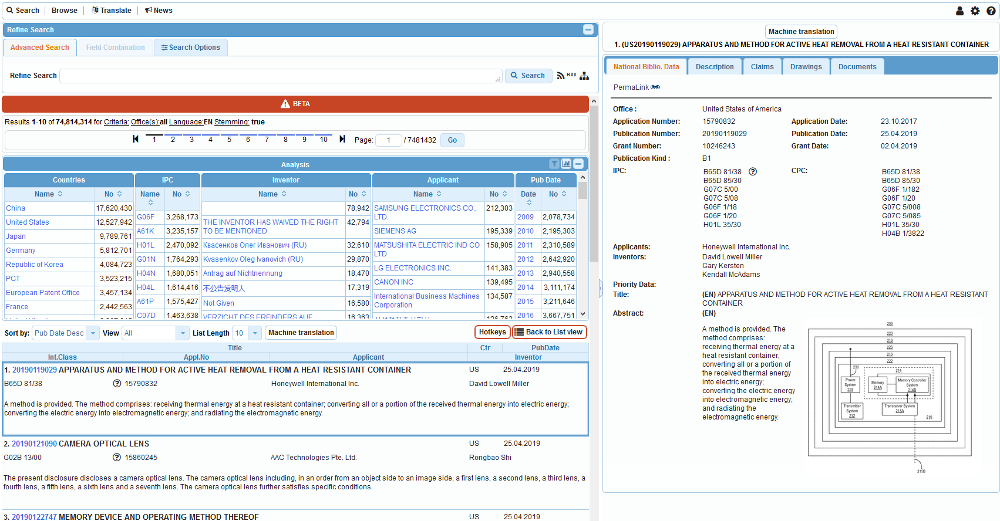 Search
Browse
Translate
News
Refine Search
Advanced Search
Field Combination
Search Options
Refine Search
Search
RSS
BETA
Results 1-10 of 74,814,314 for Criteria: Office(s):all Language:EN Stemming: true
1 2 3 4 5 6 7 8 9 10 Page: 1 / 7481432 Go
Analysis
Countries
Name No
China 17,620,430
United States 12,527,942
Japan 9,789,761
Germany 5,812,701
Republic of Korea 4,084,723
PCT 3,523,215
European Patent Office 3,457,134
France 2,442,563
IPC
Name No
G06F 3,268,173
A61K 3,235,157
H01L 2,470,092
G01N 1,764,293
H04N 1,680,051
H04L 1,614,416
A61P 1,575,427
C07D 1,463,638
Inventor
Name No
78,942
THE INVENTOR HAS WAIVED THE RIGHT 42,794
TO BE MENTIONED
Квасенков Олег Иванович (RU) 32,610
Kvasenkov Oleg Ivanovich (RU) 29,870
Antrag auf Nichtnennung 18,470
不公告发明人 17,319
Not Given 16,580
VERZICHT DES ERFINDERS AUF 16,363
Applicant
Name No
SAMSUNG ELECTRONICS CO., 212,303
LTD.
SIEMENS AG 195,339
MATSUSHITA ELECTRIC IND CO 158,905
LTD
LG ELECTRONICS INC. 141,383
CANON INC 139,495
International Business Machines 134,587
Corporation
Pub Date
Date No
2009 2,078,734
2010 2,195,303
2011 2,310,589
2012 2,642,920
2013 2,940,558
2014 3,111,174
2015 3,211,646
2016 3,667,751
Sort by: Pub Date Desc View All List Length 10 Machine translation Hotkeys Back to List view
Title Ctr PubDate
Int.Class Appl.No Applicant Inventor
1. 20190119029 APPARATUS AND METHOD FOR ACTIVE HEAT REMOVAL FROM A HEAT RESISTANT CONTAINER US 25.04.2019
B65D 81/38 15790832 Honeywell International Inc. David Lowell Miller
A method is provided. The method comprises: receiving thermal energy at a heat resistant container; converting all or a portion of the received thermal energy into electric energy;
converting the electric energy into electromagnetic energy; and radiating the electromagnetic energy.
2. 20190121090 CAMERA OPTICAL LENS US 25.04.2019
G02B 13/00 15860245 AAC Technologies Pte. Ltd. Rongbao Shi
The present disclosure discloses a camera optical lens. The camera optical lens including, in an order from an object side to an image side, a first lens, a second lens, a third lens, a
fourth lens, a fifth lens, a sixth lens and a seventh lens. The camera optical lens further satisfies specific conditions.
3. 20190122747 MEMORY DEVICE AND OPERATING METHOD THEREOF US 25.04.2019
Machine translation
1. (US20190119029) APPARATUS AND METHOD FOR ACTIVE HEAT REMOVAL FROM A HEAT RESISTANT CONTAINER
National Biblio. Data
Description
Claims
Drawings
Documents
PermaLink
Office : United States of America
Application Number: 15790832 Application Date: 23.10.2017
Publication Number: 20190119029 Publication Date: 25.04.2019
Grant Number: 10246243 Grant Date: 02.04.2019
Publication Kind : B1
IPC: B65D 81/38 CPC: B65D 81/38
B65D 85/30 B65D 85/30
G07C 5/00 G06F 1/182
G07C 5/08 G06F 1/20
G06F 1/18 G07C 5/008
G06F 1/20 G07C 5/085
H01L 35/30 H01L 35/30
H04B 1/3822
Applicants: Honeywell International Inc.
Inventors: David Lowell Miller
Gary Kersten
Kendall McAdams
Priority Data:
Title: (EN) APPARATUS AND METHOD FOR ACTIVE HEAT REMOVAL FROM A HEAT RESISTANT
CONTAINER
Abstract: (EN)
A method is provided. The
method comprises:
receiving thermal energy at a
heat resistant container;
converting all or a portion of
the received thermal energy
into electric energy;
converting the electric energy
into electromagnetic energy;
and radiating the
electromagnetic energy.
200
220
218
226
216
222
230
214
Power
System
228
Memory
214A
Memory Controller
System
214B
Transmitter
System
212
Transceiver System
215A
210
215B